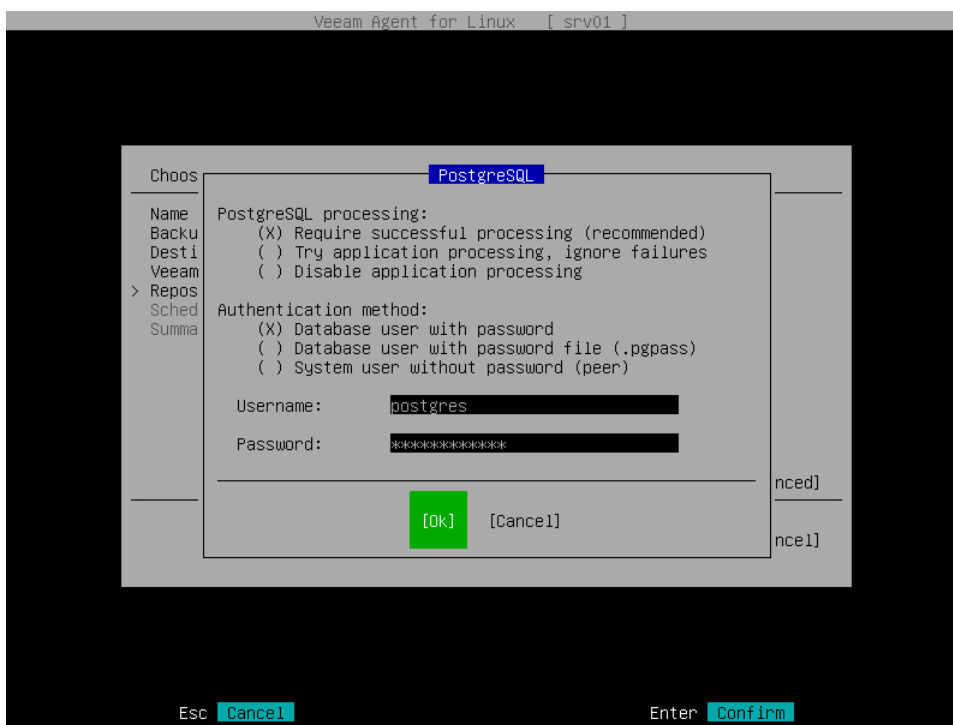 Veeam Agent for Linux [ srv01 ]
Choos
PostgreSQL
Name
Backu
Desti
Veeam
> Repos
Sched
Summa
PostgreSQL processing:
(X) Require successful processing (recommended)
( ) Try application processing, ignore failures
( ) Disable application processing
Authentication method:
(X) Database user with password
( ) Database user with password file (.pgpass)
( ) System user without password (peer)
Username: postgres
Password: ************
nced]
[Ok] [Cancel]
ncel]
Esc Cancel Enter Confirm